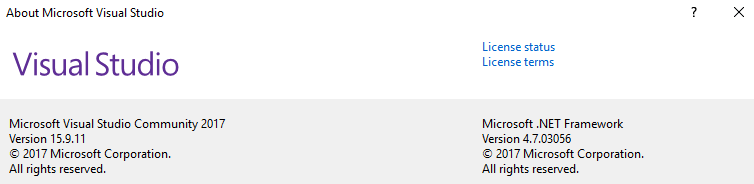 About Microsoft Visual Studio
? ×
Visual Studio
License status
License terms
Microsoft Visual Studio Community 2017
Version 15.9.11
© 2017 Microsoft Corporation.
All rights reserved.
Microsoft .NET Framework
Version 4.7.03056
© 2017 Microsoft Corporation.
All rights reserved.